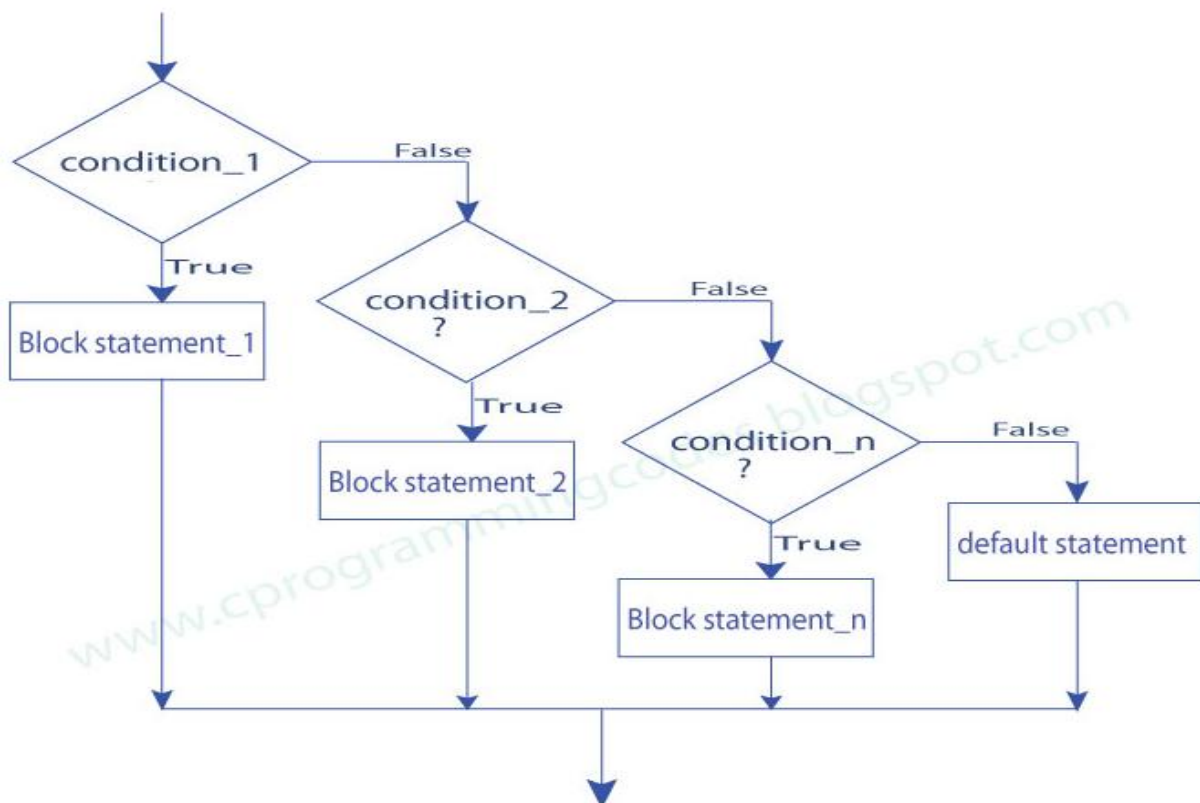 condition_1
False
True
Block statement_1
condition_2
?
False
True
Block statement_2
condition_n
?
False
True
Block statement_n
default statement
www.cprogrammingcodes.blogspot.com